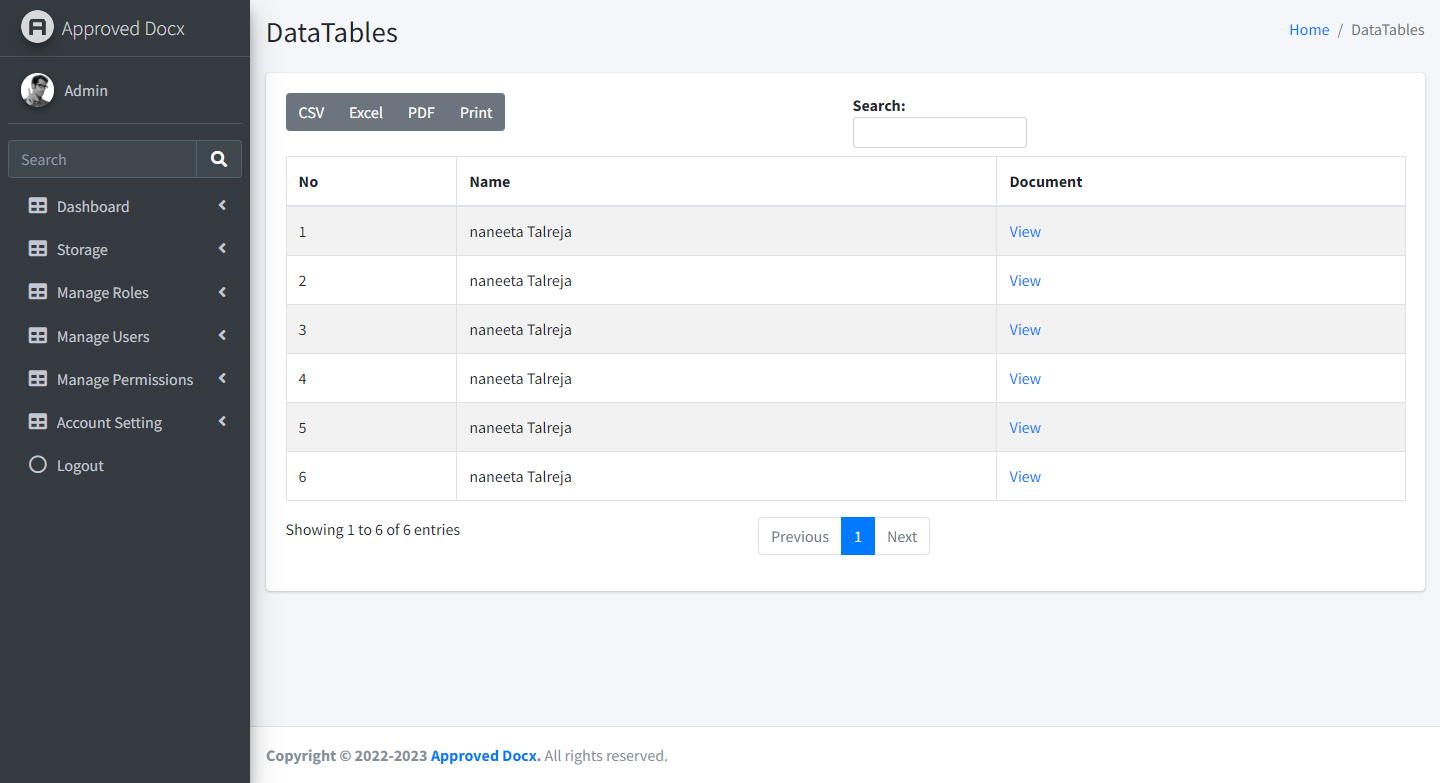 Approved Docx
Admin
Search
Dashboard
Storage
Manage Roles
Manage Users
Manage Permissions
Account Setting
Logout
DataTables
Home / DataTables
CSV Excel PDF Print
Search:
No Name Document
1 naneeta Talreja View
2 naneeta Talreja View
3 naneeta Talreja View
4 naneeta Talreja View
5 naneeta Talreja View
6 naneeta Talreja View
Showing 1 to 6 of 6 entries
Previous 1 Next
Copyright © 2022-2023 Approved Docx. All rights reserved.